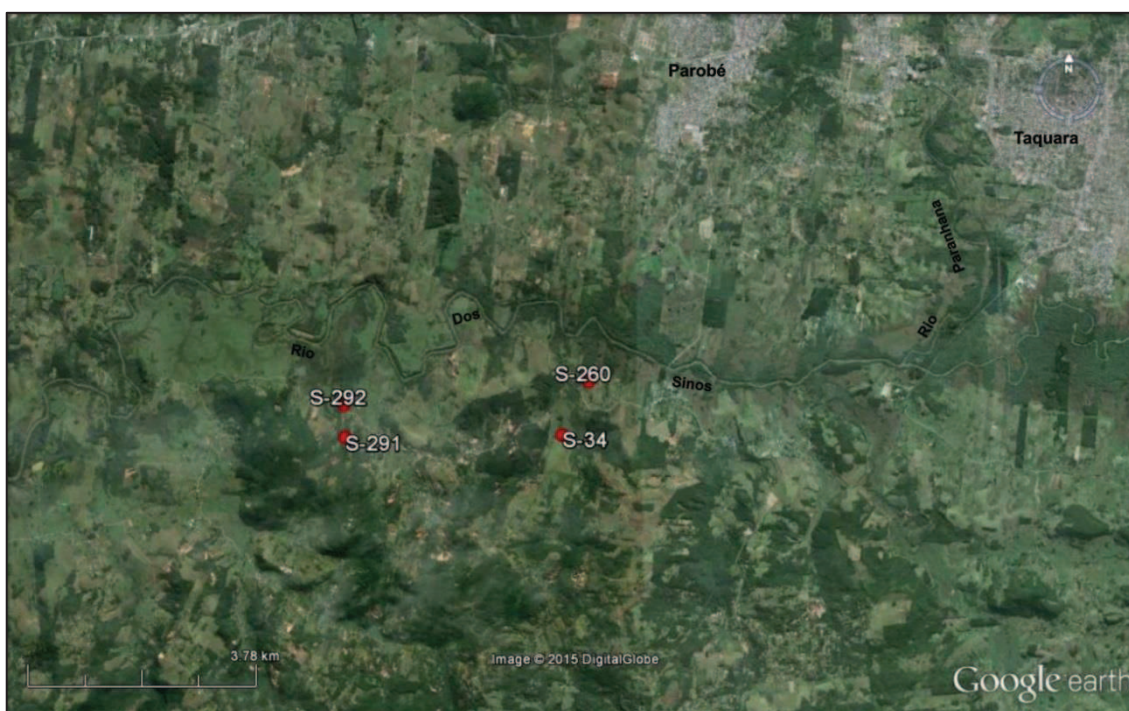 Parobé
N
Taquara
Rio Paranhana
Rio Dos Sinos
S-260
S-292
S-34
S-291
3.78 km
Image © 2015 DigitalGlobe
Google earth